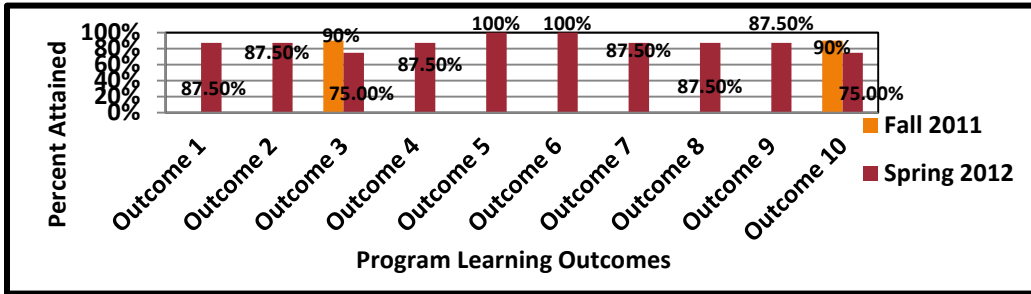 100%
80%
60%
40%
20%
0%
Percent Attained
87.50%
87.50%
90%
75.00%
87.50%
100%
100%
87.50%
87.50%
87.50%
90%
75.00%
Outcome 1
Outcome 2
Outcome 3
Outcome 4
Outcome 5
Outcome 6
Outcome 7
Outcome 8
Outcome 9
Outcome 10
Program Learning Outcomes
Fall 2011
Spring 2012